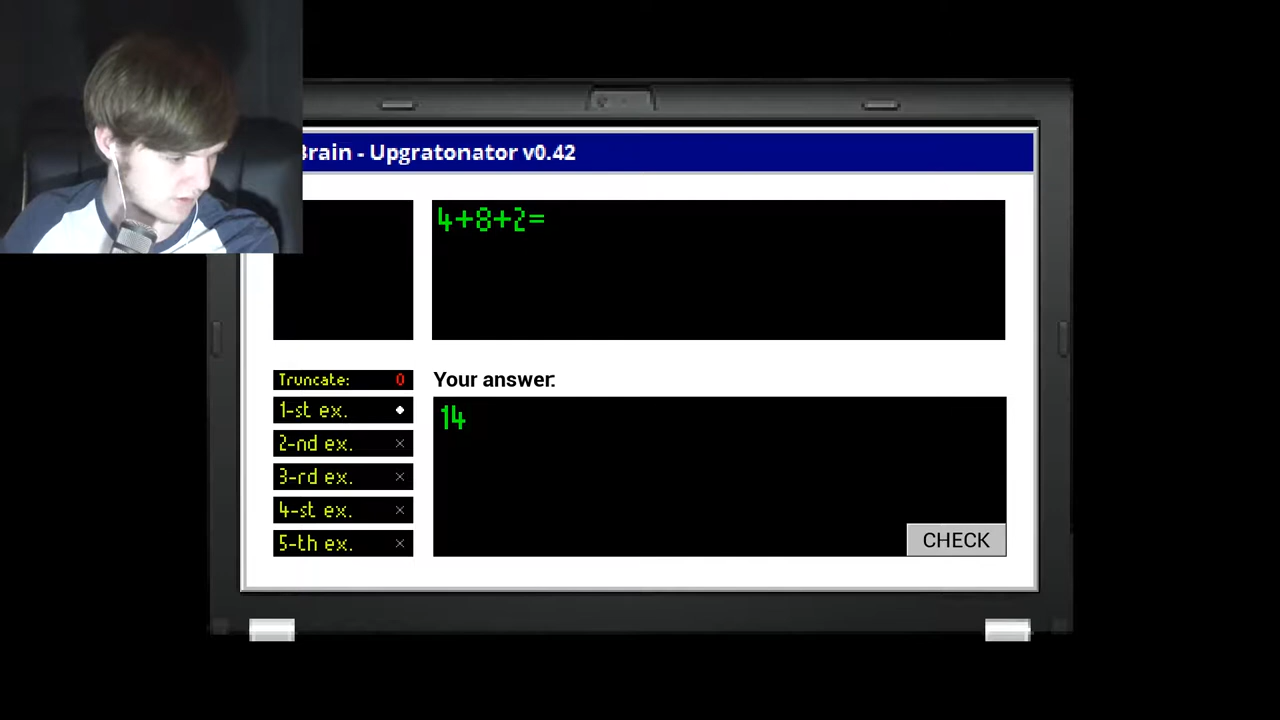 Brain - Upgratonator v0.42
4+8+2=
Truncate: 0
Your answer:
1-st ex.
14
2-nd ex. ×
3-rd ex. ×
4-st ex. ×
5-th ex. ×
CHECK